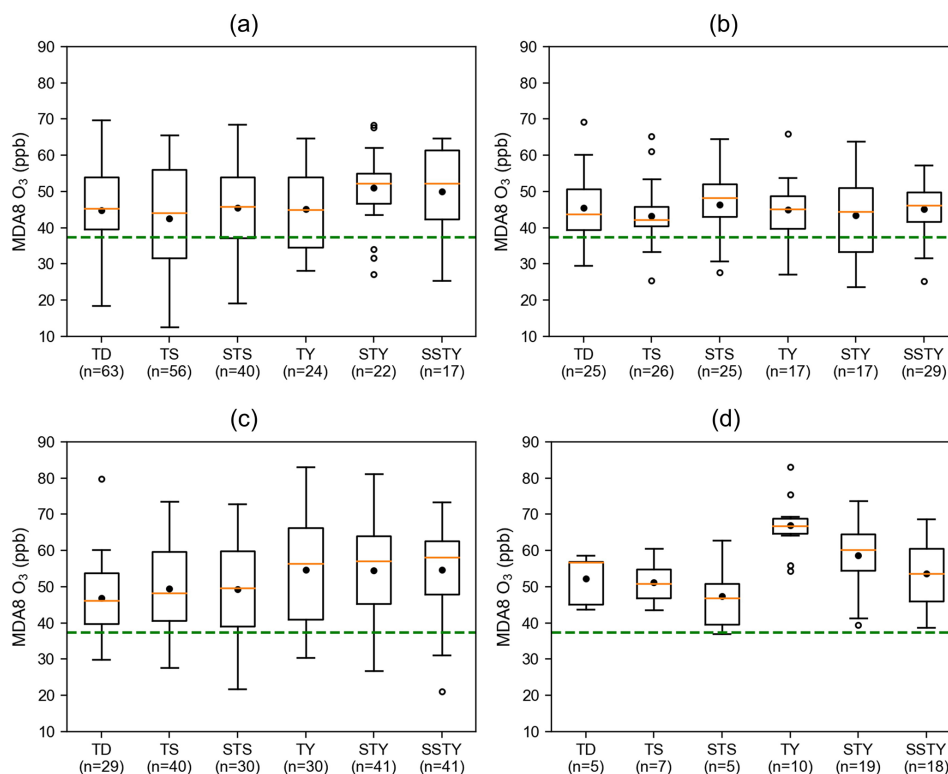 (a)
MDA8 O₃ (ppb)
90
80
70
60
50
40
30
20
10
TD TS STS TY STY SSTY
(n=63) (n=56) (n=40) (n=24) (n=22) (n=17)
(b)
MDA8 O₃ (ppb)
90
80
70
60
50
40
30
20
10
TD TS STS TY STY SSTY
(n=25) (n=26) (n=25) (n=17) (n=17) (n=29)
(c)
MDA8 O₃ (ppb)
90
80
70
60
50
40
30
20
10
TD TS STS TY STY SSTY
(n=29) (n=40) (n=30) (n=30) (n=41) (n=41)
(d)
MDA8 O₃ (ppb)
90
80
70
60
50
40
30
20
10
TD TS STS TY STY SSTY
(n=5) (n=7) (n=5) (n=10) (n=19) (n=18)